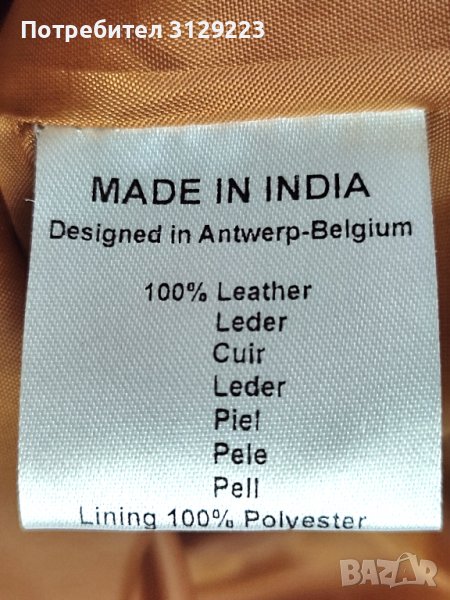 Потребител 3129223
MADE IN INDIA
Designed in Antwerp-Belgium
100% Leather
Leder
Cuir
Leder
Piel
Pele
Pell
Lining 100% Polyester
BAZAR